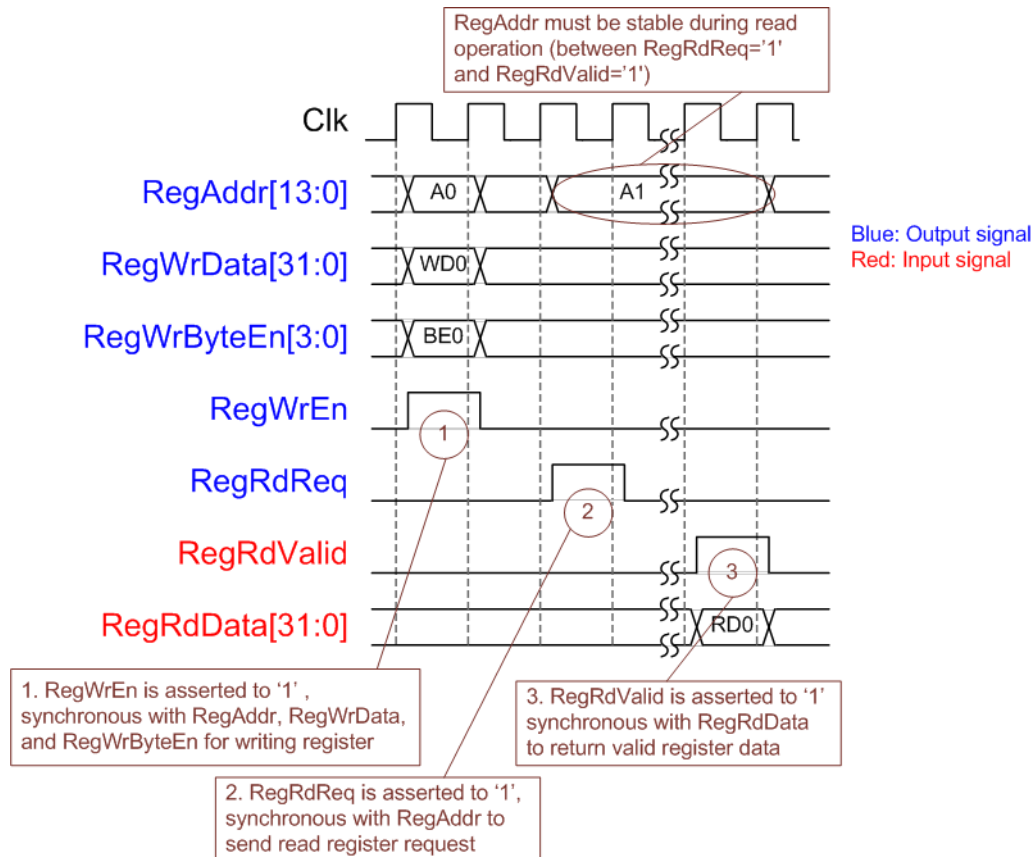 RegAddr must be stable during read
operation (between RegRdReq='1'
and RegRdValid='1')
Clk
RegAddr[13:0]
A0
A1
Blue: Output signal
Red: Input signal
RegWrData[31:0]
WD0
RegWrByteEn[3:0]
BE0
RegWrEn
1
RegRdReq
2
RegRdValid
3
RegRdData[31:0]
RD0
1. RegWrEn is asserted to ‘1’ ,
synchronous with RegAddr, RegWrData,
and RegWrByteEn for writing register
3. RegRdValid is asserted to ‘1’
synchronous with RegRdData
to return valid register data
2. RegRdReq is asserted to ‘1’,
synchronous with RegAddr to
send read register request